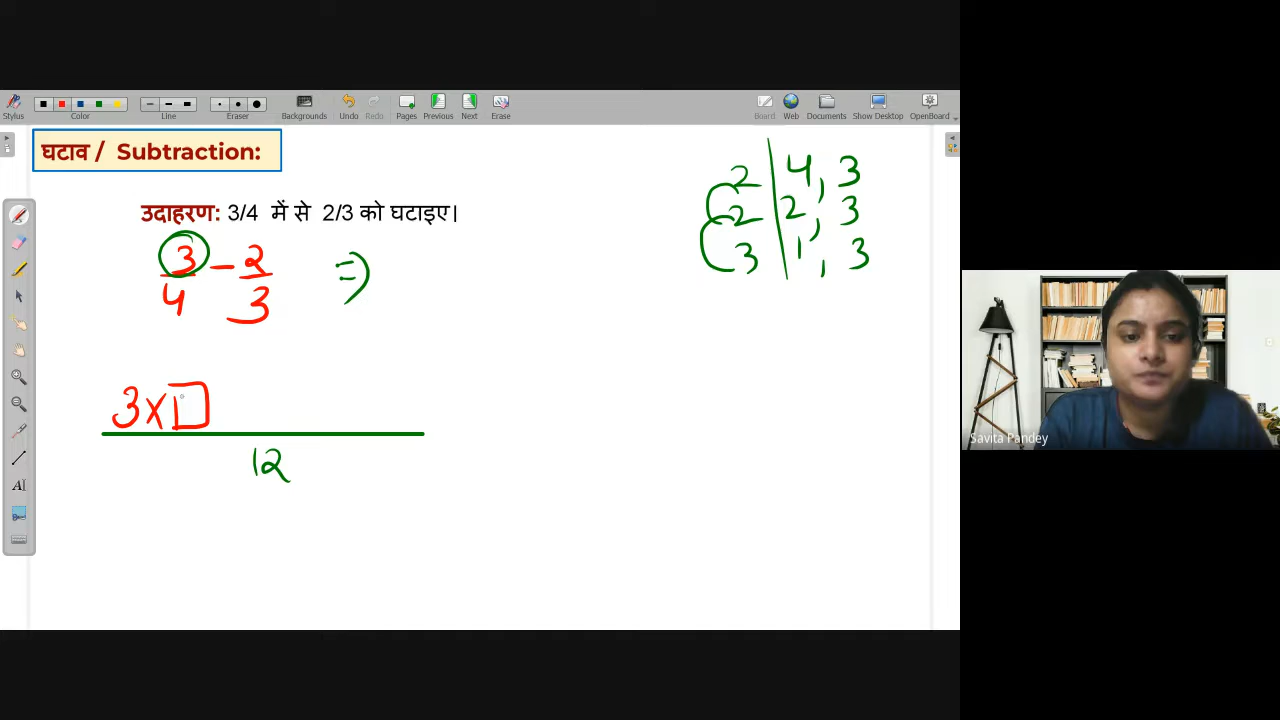 Stylus Color Line Eraser Backgrounds Undo Redo Pages Previous Next Erase Board Web Documents Show Desktop OpenBoard
घटाव / Subtraction:
उदाहरण: 3/4 में से 2/3 को घटाइए।
3/4 - 2/3 =>
2 | 4, 3
2 | 2, 3
3 | 1, 3
3 × □
12
Savita Pandey